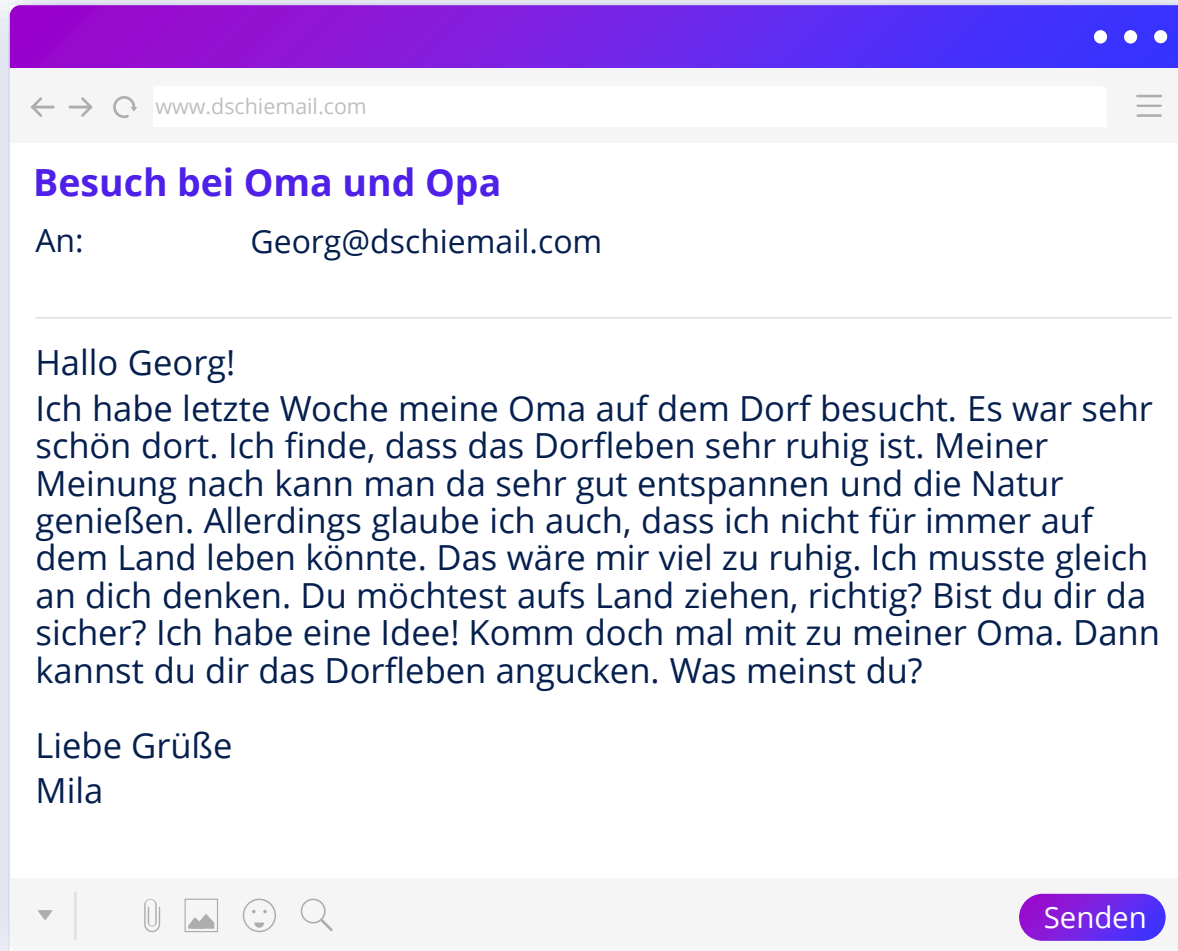 www.dschiemail.com
Besuch bei Oma und Opa
An: Georg@dschiemail.com
Hallo Georg!
Ich habe letzte Woche meine Oma auf dem Dorf besucht. Es war sehr
schön dort. Ich finde, dass das Dorfleben sehr ruhig ist. Meiner
Meinung nach kann man da sehr gut entspannen und die Natur
genießen. Allerdings glaube ich auch, dass ich nicht für immer auf
dem Land leben könnte. Das wäre mir viel zu ruhig. Ich musste gleich
an dich denken. Du möchtest aufs Land ziehen, richtig? Bist du dir da
sicher? Ich habe eine Idee! Komm doch mal mit zu meiner Oma. Dann
kannst du dir das Dorfleben angucken. Was meinst du?
Liebe Grüße
Mila
Senden